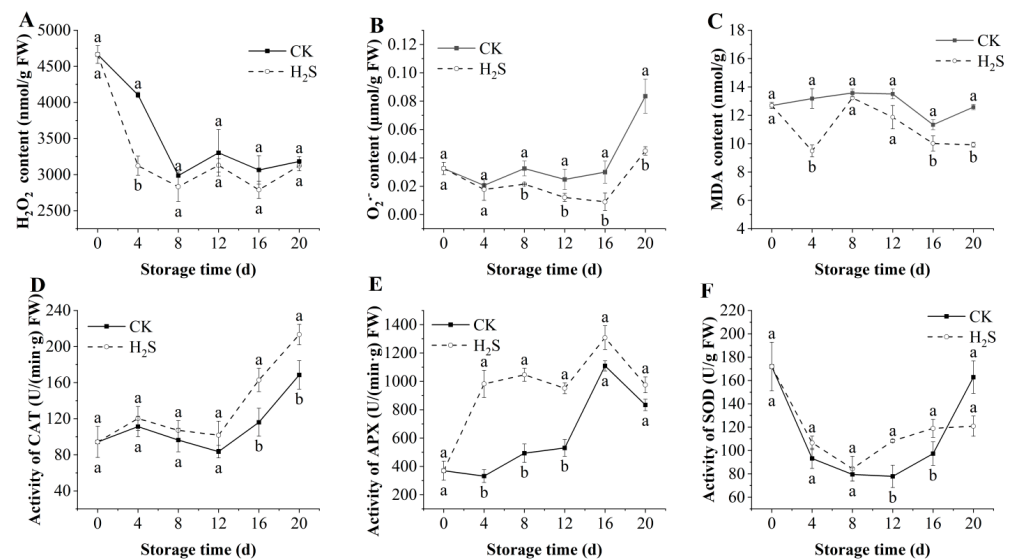 A
H₂O₂ content (nmol/g FW)
5000
4500
4000
3500
3000
2500
CK
H₂S
a
a
a
b
a
a
a
a
a
a
a
a
0 4 8 12 16 20
Storage time (d)
B
O₂·⁻ content (μmol/g FW)
0.12
0.10
0.08
0.06
0.04
0.02
0.00
CK
H₂S
a
a
a
a
a
b
a
b
a
b
a
b
0 4 8 12 16 20
Storage time (d)
C
MDA content (nmol/g)
18
16
14
12
10
8
6
4
CK
H₂S
a
a
a
b
a
a
a
a
a
b
a
b
0 4 8 12 16 20
Storage time (d)
D
Activity of CAT (U/(min·g) FW)
240
200
160
120
80
40
CK
H₂S
a
a
a
a
a
a
a
a
a
b
a
b
0 4 8 12 16 20
Storage time (d)
E
Activity of APX (U/(min·g) FW)
1400
1200
1000
800
600
400
200
CK
H₂S
a
a
a
b
a
b
a
b
a
a
a
a
0 4 8 12 16 20
Storage time (d)
F
Activity of SOD (U/g FW)
220
200
180
160
140
120
100
80
60
CK
H₂S
a
a
a
a
a
a
a
b
a
b
a
a
0 4 8 12 16 20
Storage time (d)